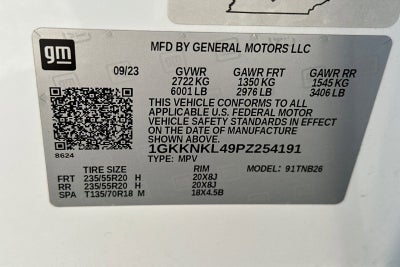 gm
MFD BY GENERAL MOTORS LLC
09/23 GVWR GAWR FRT GAWR RR
2722 KG 1350 KG 1545 KG
6001 LB 2976 LB 3406 LB
THIS VEHICLE CONFORMS TO ALL
APPLICABLE U.S. FEDERAL MOTOR
VEHICLE SAFETY STANDARDS IN EFFECT
ON THE DATE OF MANUFACTURE
SHOWN ABOVE.
1GKKNKL49PZ254191
8624 TYPE: MPV MODEL: 91TNB26
TIRE SIZE RIM
FRT 235/55R20 H 20X8J
RR 235/55R20 H 20X8J
SPA T135/70R18 M 18X4.5B